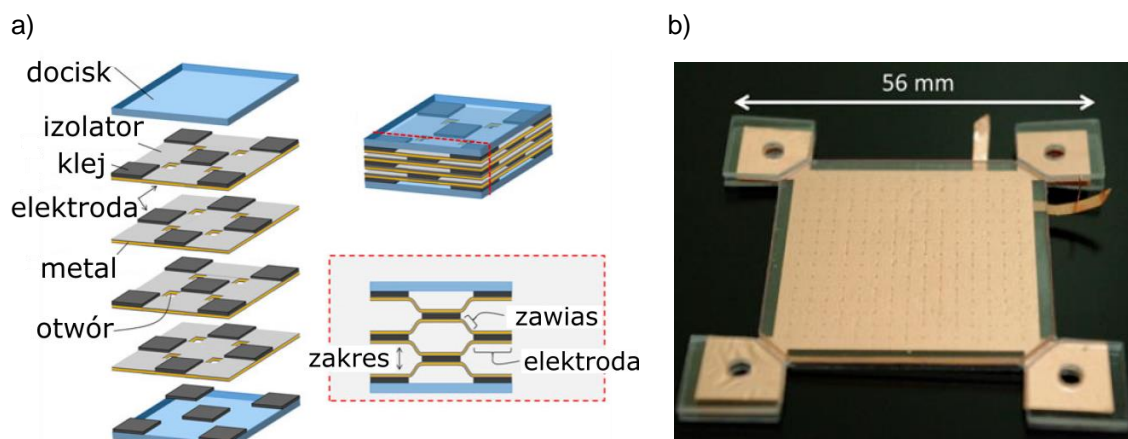 a)
docisk
izolator
klej
elektroda
metal
otwór
zawias
zakres
elektroda
b)
56 mm